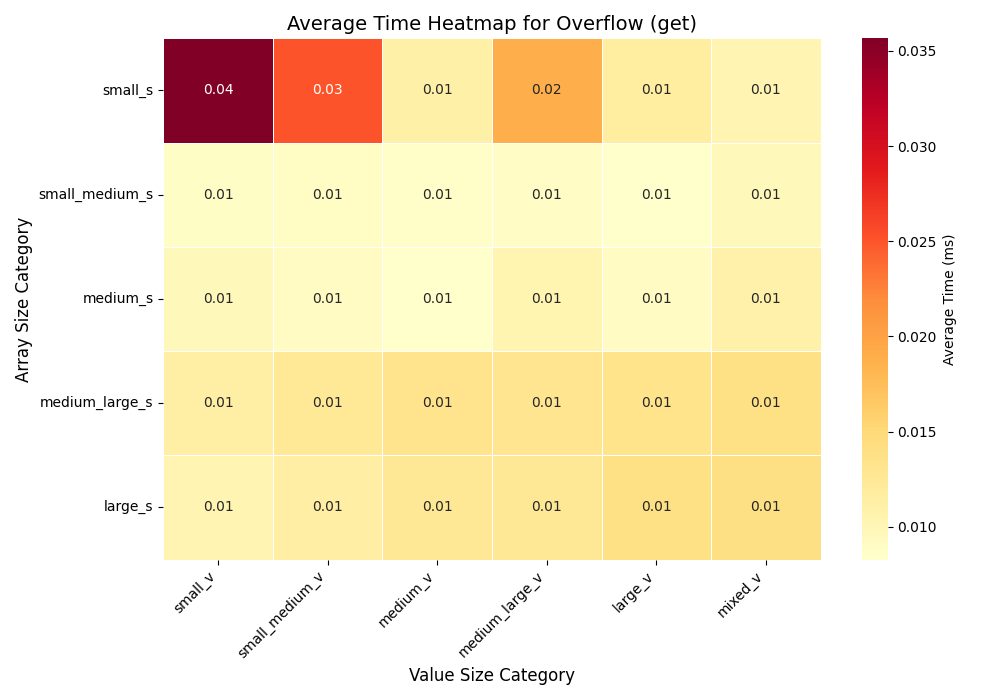 Average Time Heatmap for Overflow (get)
Array Size Category
small_s 0.04 0.03 0.01 0.02 0.01 0.01
small_medium_s 0.01 0.01 0.01 0.01 0.01 0.01
medium_s 0.01 0.01 0.01 0.01 0.01 0.01
medium_large_s 0.01 0.01 0.01 0.01 0.01 0.01
large_s 0.01 0.01 0.01 0.01 0.01 0.01
small_v small_medium_v medium_v medium_large_v large_v mixed_v
Value Size Category
0.035
0.030
0.025
0.020
0.015
0.010
Average Time (ms)